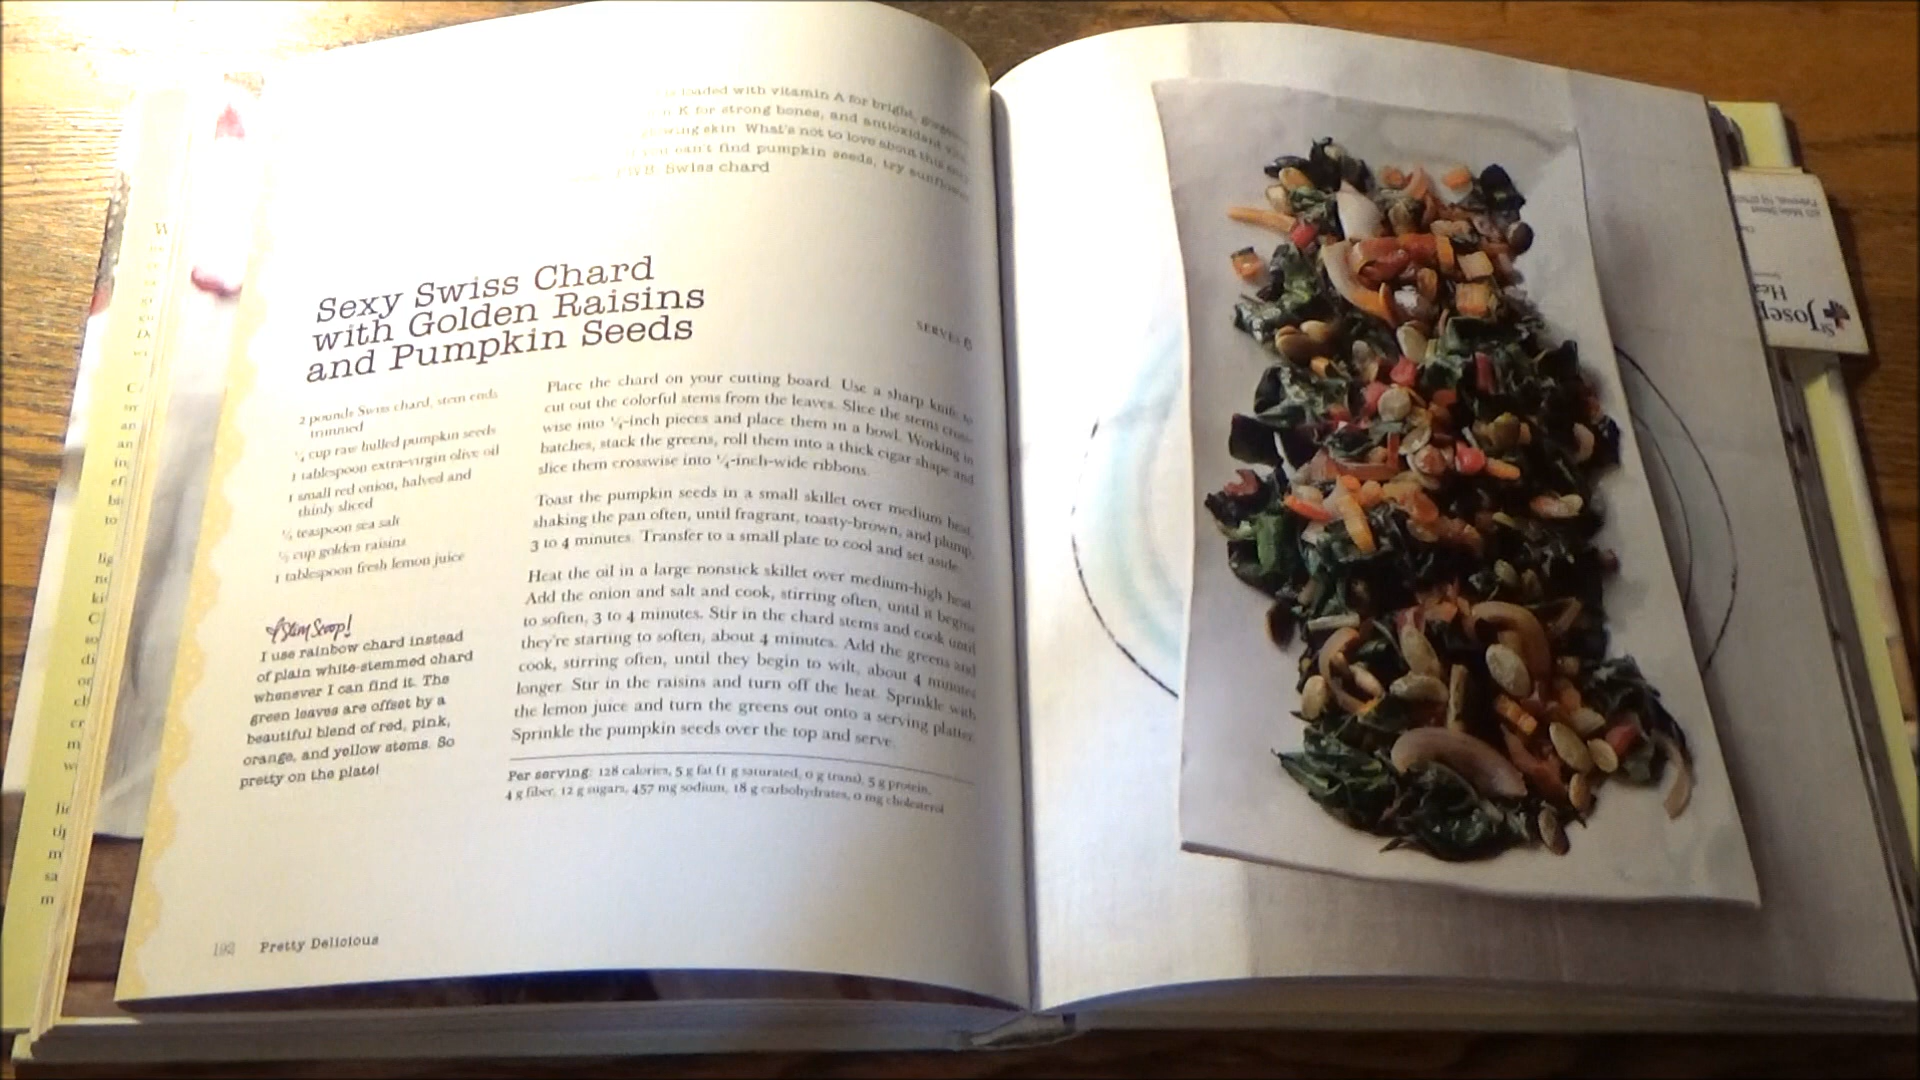 loaded with vitamin A for bright,
K for strong bones, and antioxidant
skin. What's not to love about this
can't find pumpkin seeds, try sunflower
Swiss chard
Sexy Swiss Chard
with Golden Raisins
and Pumpkin Seeds
SERVES 6
2 pounds Swiss chard, stem ends
trimmed
¼ cup raw hulled pumpkin seeds
1 tablespoon extra-virgin olive oil
1 small red onion, halved and
thinly sliced
teaspoon sea salt
cup golden raisins
1 tablespoon fresh lemon juice
Slim Scoop!
I use rainbow chard instead
of plain white-stemmed chard
whenever I can find it. The
green leaves are offset by a
beautiful blend of red, pink,
orange, and yellow stems. So
pretty on the plate!
Place the chard on your cutting board. Use a sharp knife to
cut out the colorful stems from the leaves. Slice the stems cross-
wise into ¼-inch pieces and place them in a bowl. Working in
batches, stack the greens, roll them into a thick cigar shape and
slice them crosswise into ¼-inch-wide ribbons.
Toast the pumpkin seeds in a small skillet over medium heat,
shaking the pan often, until fragrant, toasty-brown, and plump,
3 to 4 minutes. Transfer to a small plate to cool and set aside.
Heat the oil in a large nonstick skillet over medium-high heat.
Add the onion and salt and cook, stirring often, until it begins
to soften, 3 to 4 minutes. Stir in the chard stems and cook until
they're starting to soften, about 4 minutes. Add the greens and
cook, stirring often, until they begin to wilt, about 4 minutes
longer. Stir in the raisins and turn off the heat. Sprinkle with
the lemon juice and turn the greens out onto a serving platter.
Sprinkle the pumpkin seeds over the top and serve.
Per serving: 128 calories, 5 g fat (1 g saturated, 0 g trans), 5 g protein,
4 g fiber, 12 g sugars, 457 mg sodium, 18 g carbohydrates, 0 mg cholesterol
192 Pretty Delicious